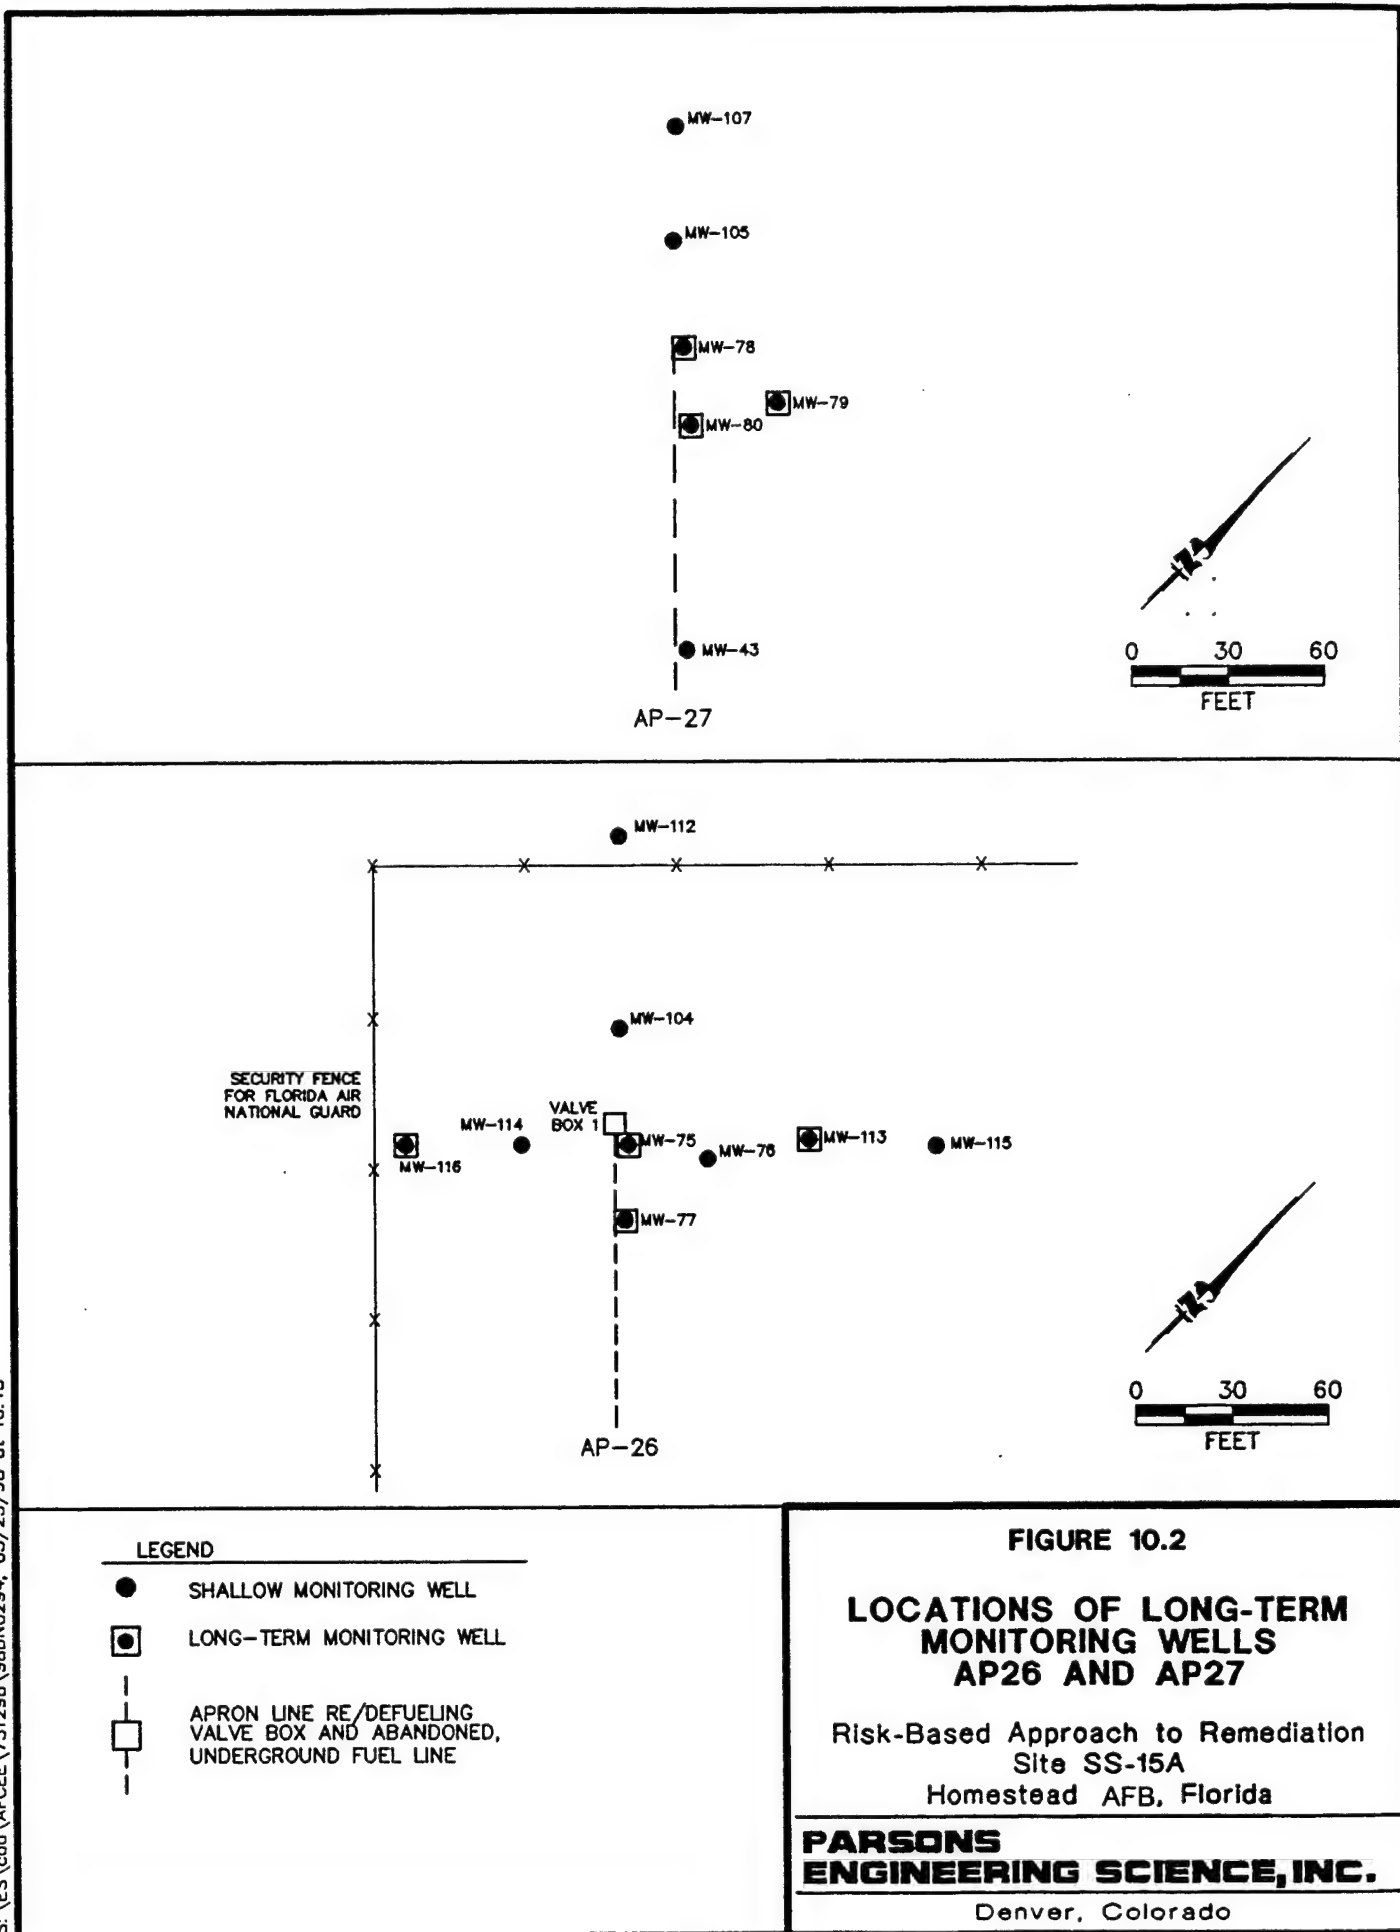 MW-107
MW-105
MW-78
MW-79
MW-80
MW-43
AP-27
N
0 30 60
FEET
MW-112
MW-104
SECURITY FENCE
FOR FLORIDA AIR
NATIONAL GUARD
VALVE
BOX 1
MW-114
MW-75
MW-76
MW-113
MW-115
MW-116
MW-77
AP-26
N
0 30 60
FEET
LEGEND
SHALLOW MONITORING WELL
LONG-TERM MONITORING WELL
APRON LINE RE/DEFUELING
VALVE BOX AND ABANDONED,
UNDERGROUND FUEL LINE
FIGURE 10.2
LOCATIONS OF LONG-TERM
MONITORING WELLS
AP26 AND AP27
Risk-Based Approach to Remediation
Site SS-15A
Homestead AFB, Florida
PARSONS
ENGINEERING SCIENCE, INC.
Denver, Colorado